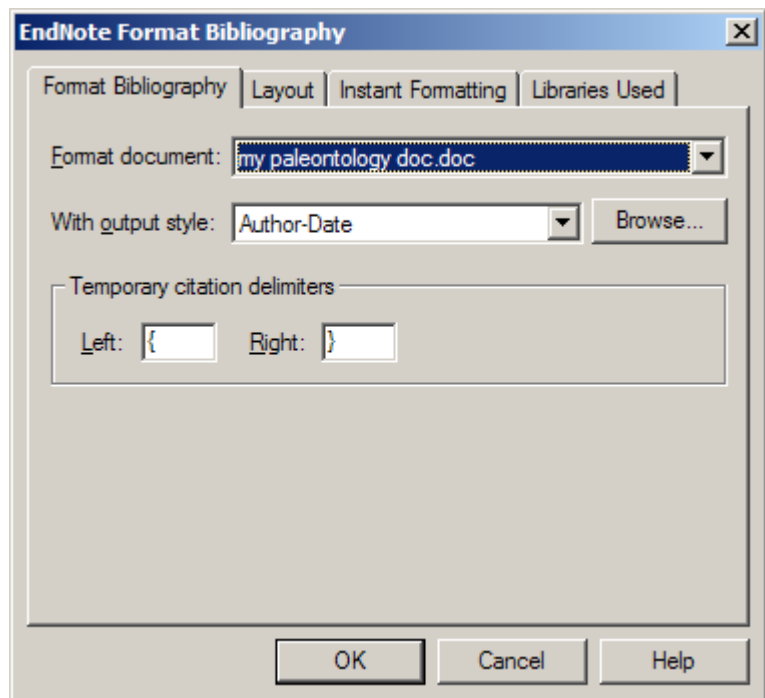 EndNote Format Bibliography
Format Bibliography Layout Instant Formatting Libraries Used
Format document: my paleontology doc.doc
With output style: Author-Date Browse...
Temporary citation delimiters
Left: { Right: }
OK Cancel Help